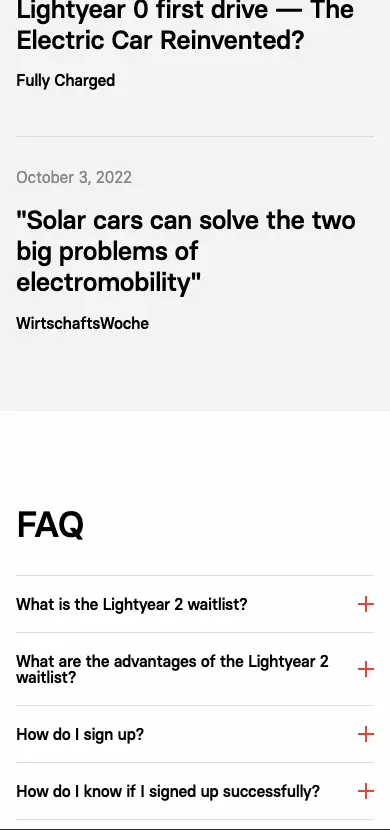 Lightyear 0 first drive — The
Electric Car Reinvented?
Fully Charged
October 3, 2022
"Solar cars can solve the two
big problems of
electromobility"
WirtschaftsWoche
FAQ
What is the Lightyear 2 waitlist?
What are the advantages of the Lightyear 2
waitlist?
How do I sign up?
How do I know if I signed up successfully?